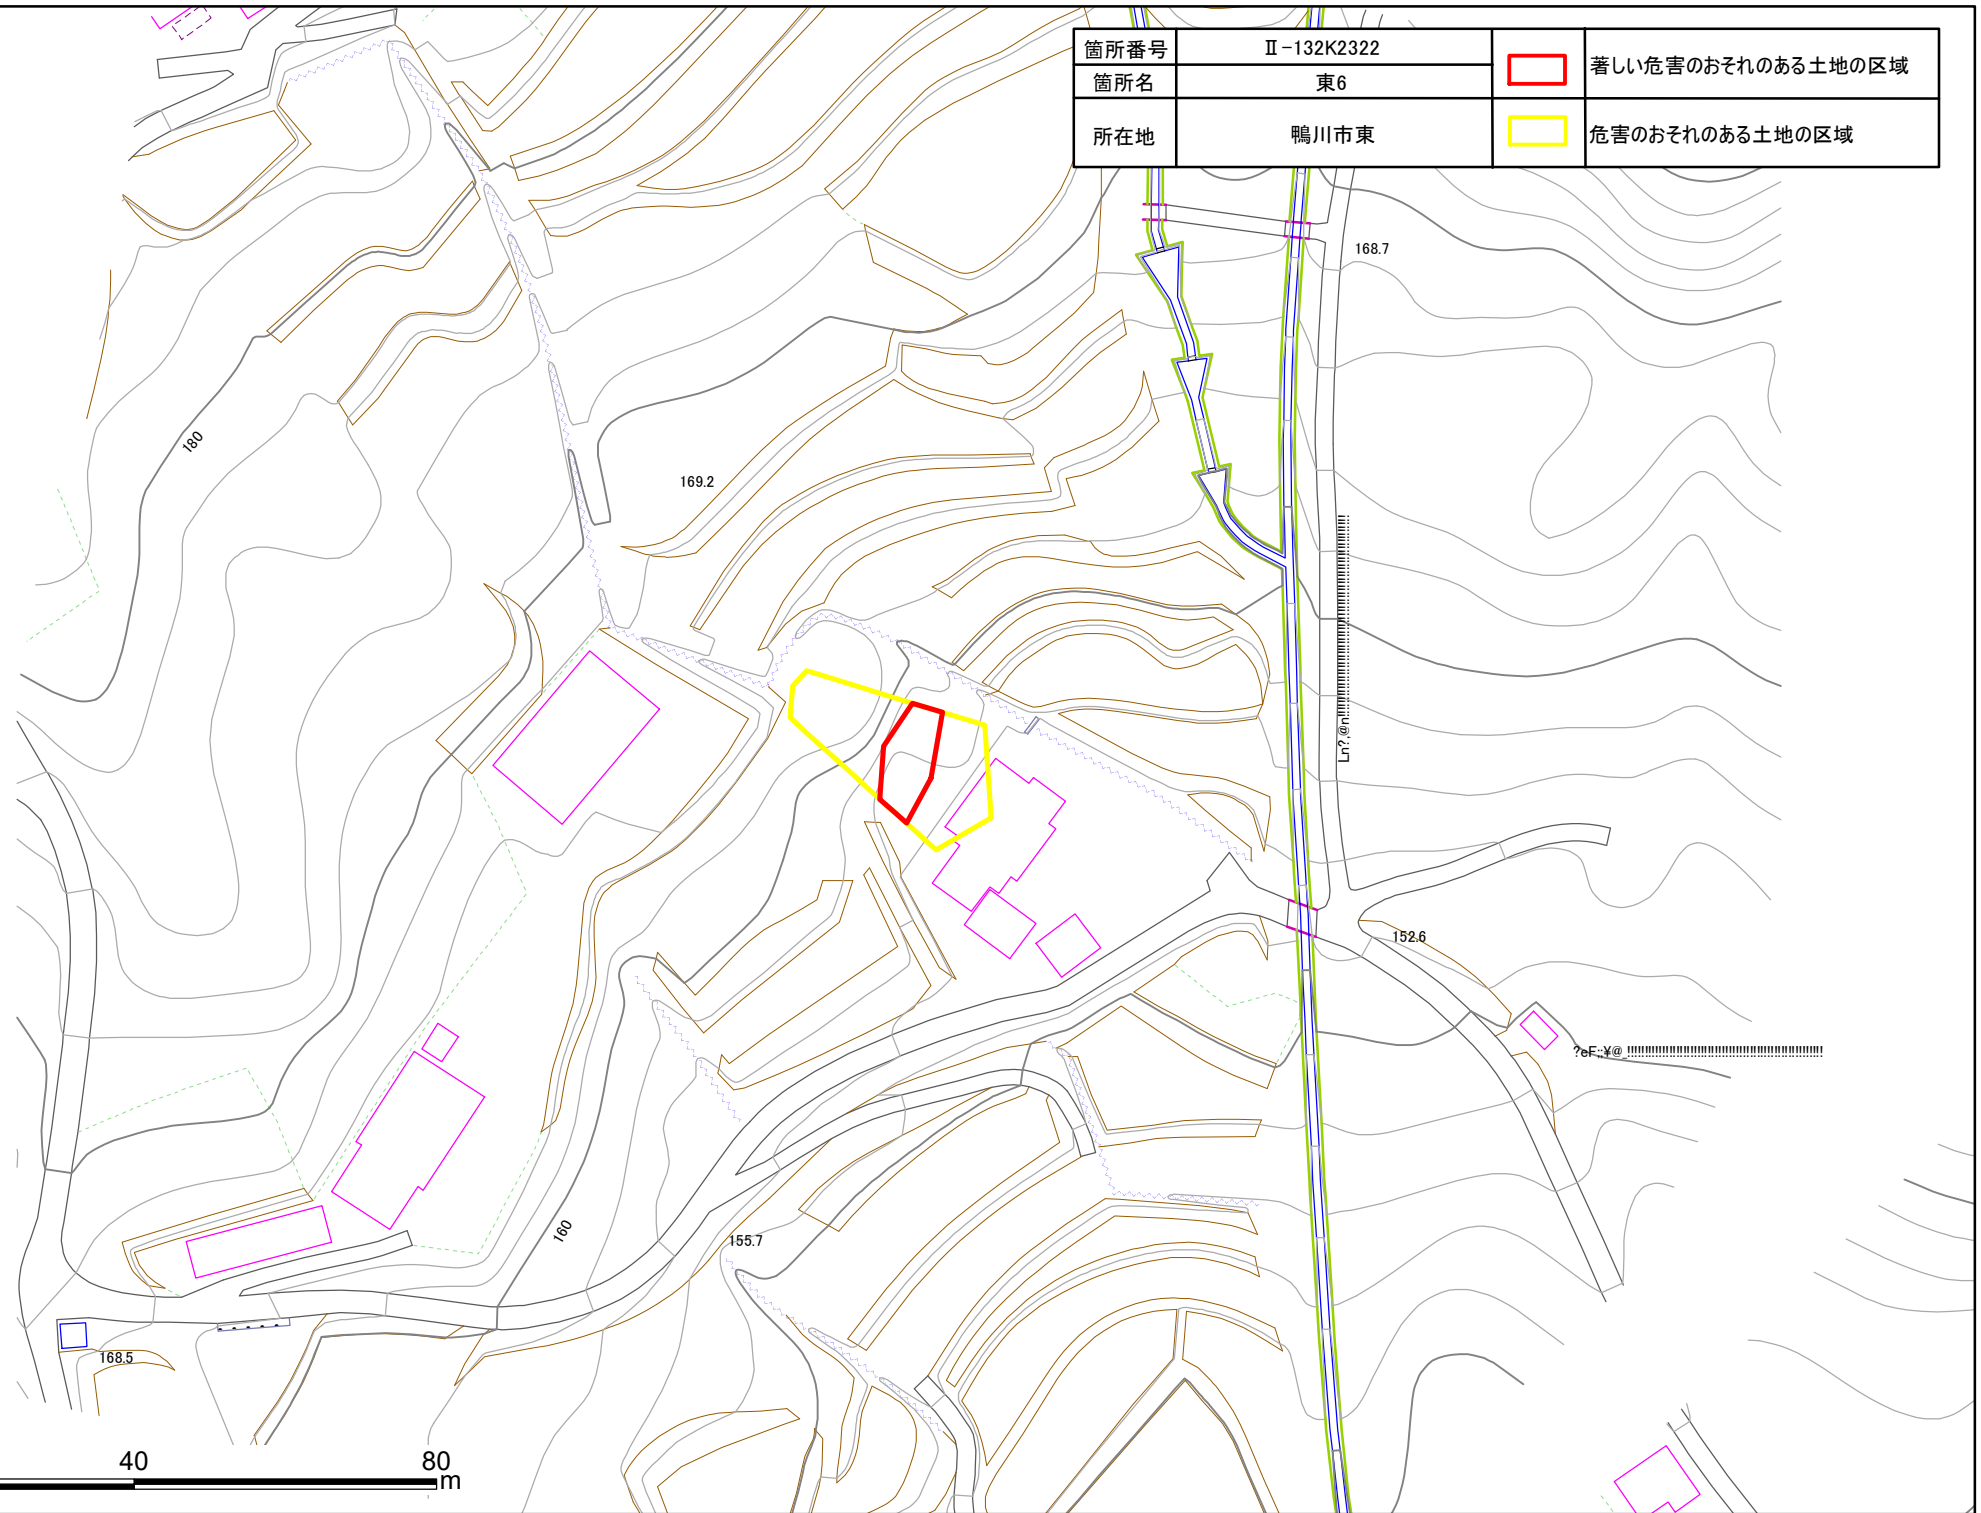 箇所番号 Ⅱ-132K2322
著しい危害のおそれのある土地の区域
箇所名 東6
所在地 鴨川市東
危害のおそれのある土地の区域
168.7
180
169.2
152.6
160
155.7
168.5
40 80
m